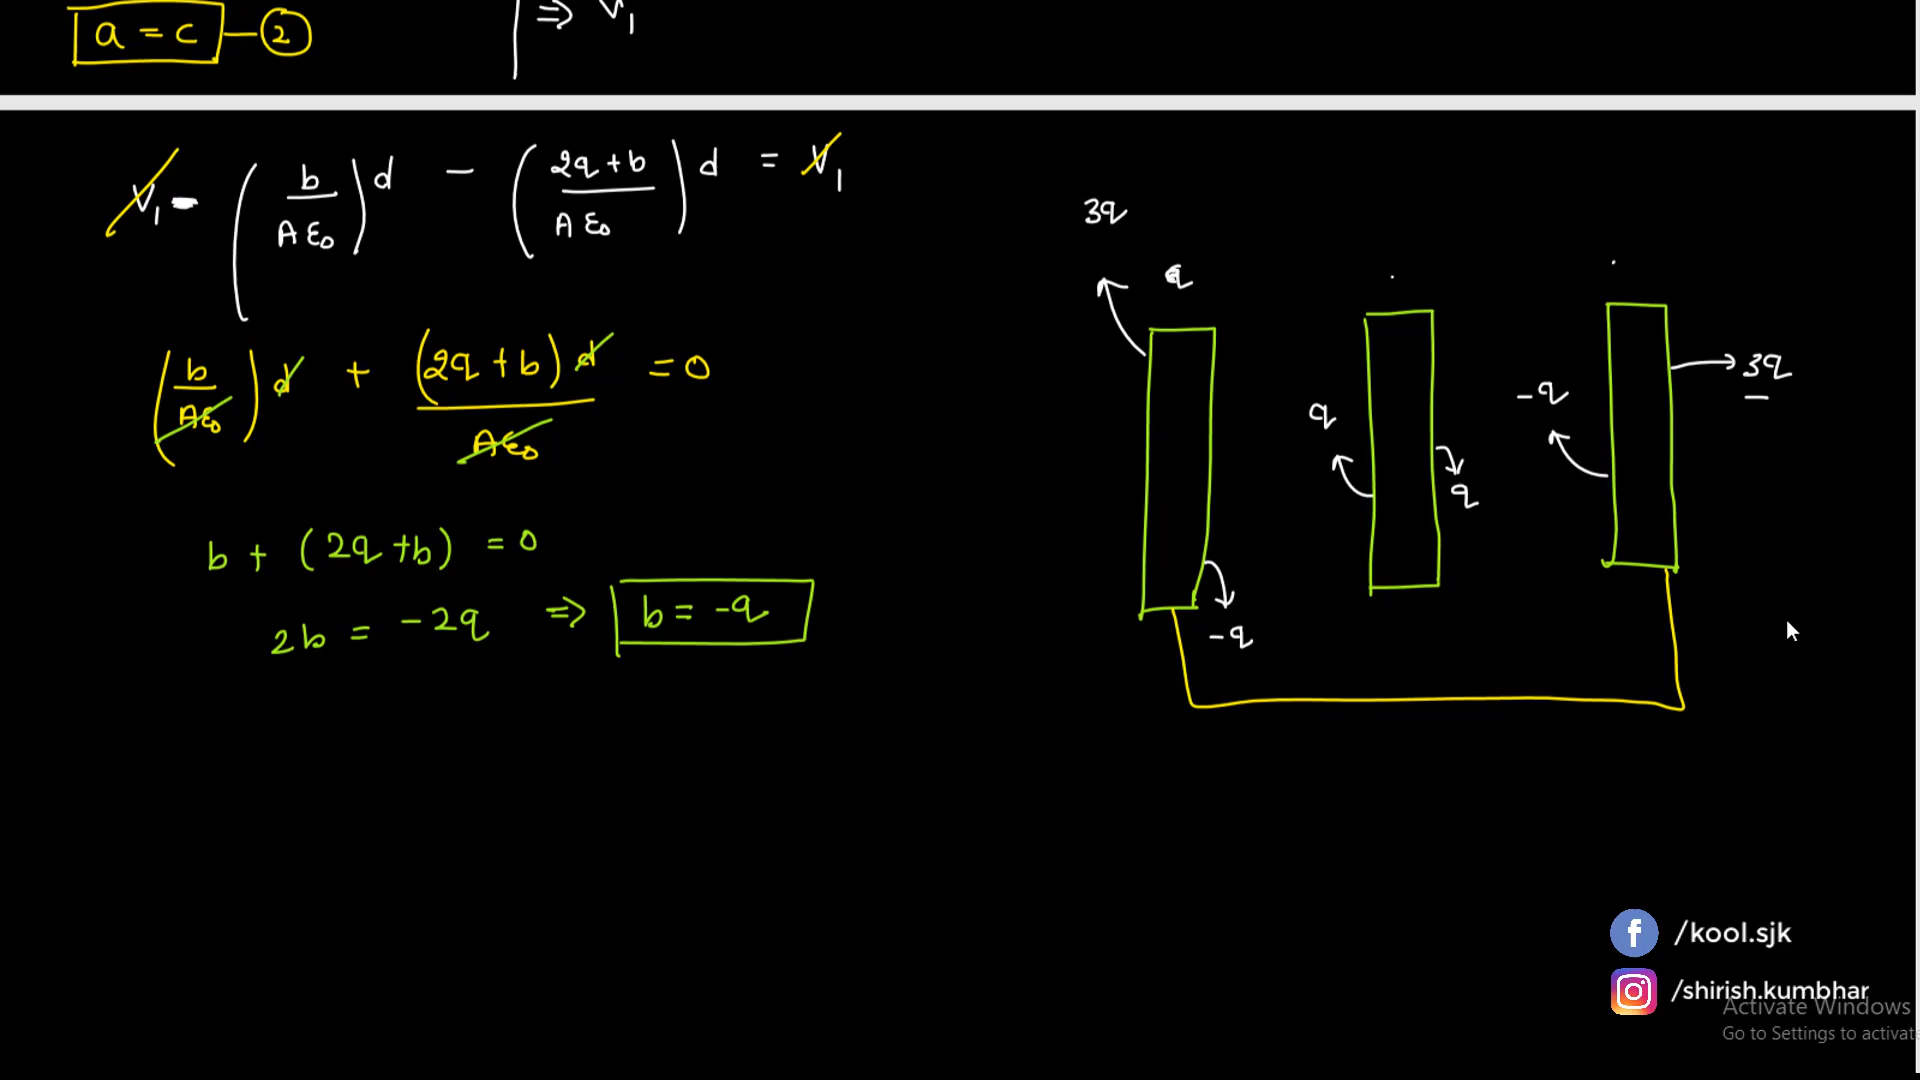 a = c —②
⇒ V₁
V₁ - (b/Aε₀)d - (2q+b/Aε₀)d = V₁
(b/Aε₀)d + (2q+b)d/Aε₀ = 0
b + (2q+b) = 0
2b = -2q ⇒ b = -q
3q
q
3q
-q
q
q
-q
/kool.sjk
/shirish.kumbhar
Activate Windows
Go to Settings to activat